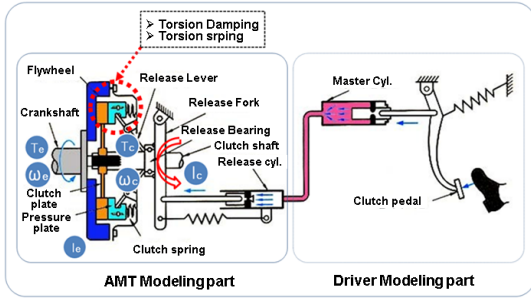 ➢ Torsion Damping
➢ Torsion srping
Flywheel
Release Lever
Master Cyl.
Crankshaft
Release Fork
Release Bearing
Clutch shaft
Release cyl.
Te
Tc
Ic
ωe
ωc
Clutch
plate
Pressure
plate
Clutch pedal
Ie
Clutch spring
AMT Modeling part
Driver Modeling part